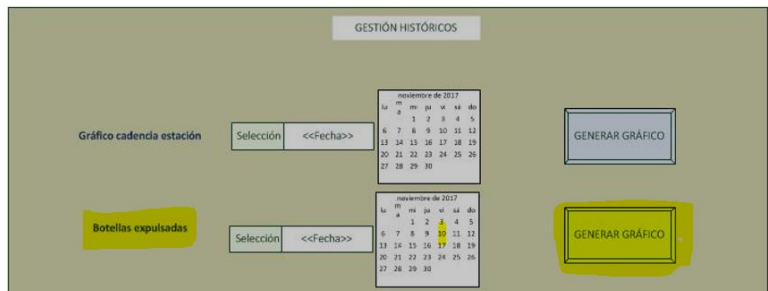 GESTIÓN HISTÓRICOS
noviembre de 2017
lu ma mi ju vi sá do
1 2 3 4 5
6 7 8 9 10 11 12
13 14 15 16 17 18 19
20 21 22 23 24 25 26
27 28 29 30
Gráfico cadencia estación
Selección
<<Fecha>>
GENERAR GRÁFICO
noviembre de 2017
lu ma mi ju vi sá do
1 2 3 4 5
6 7 8 9 10 11 12
13 14 15 16 17 18 19
20 21 22 23 24 25 26
27 28 29 30
Botellas expulsadas
Selección
<<Fecha>>
GENERAR GRÁFICO